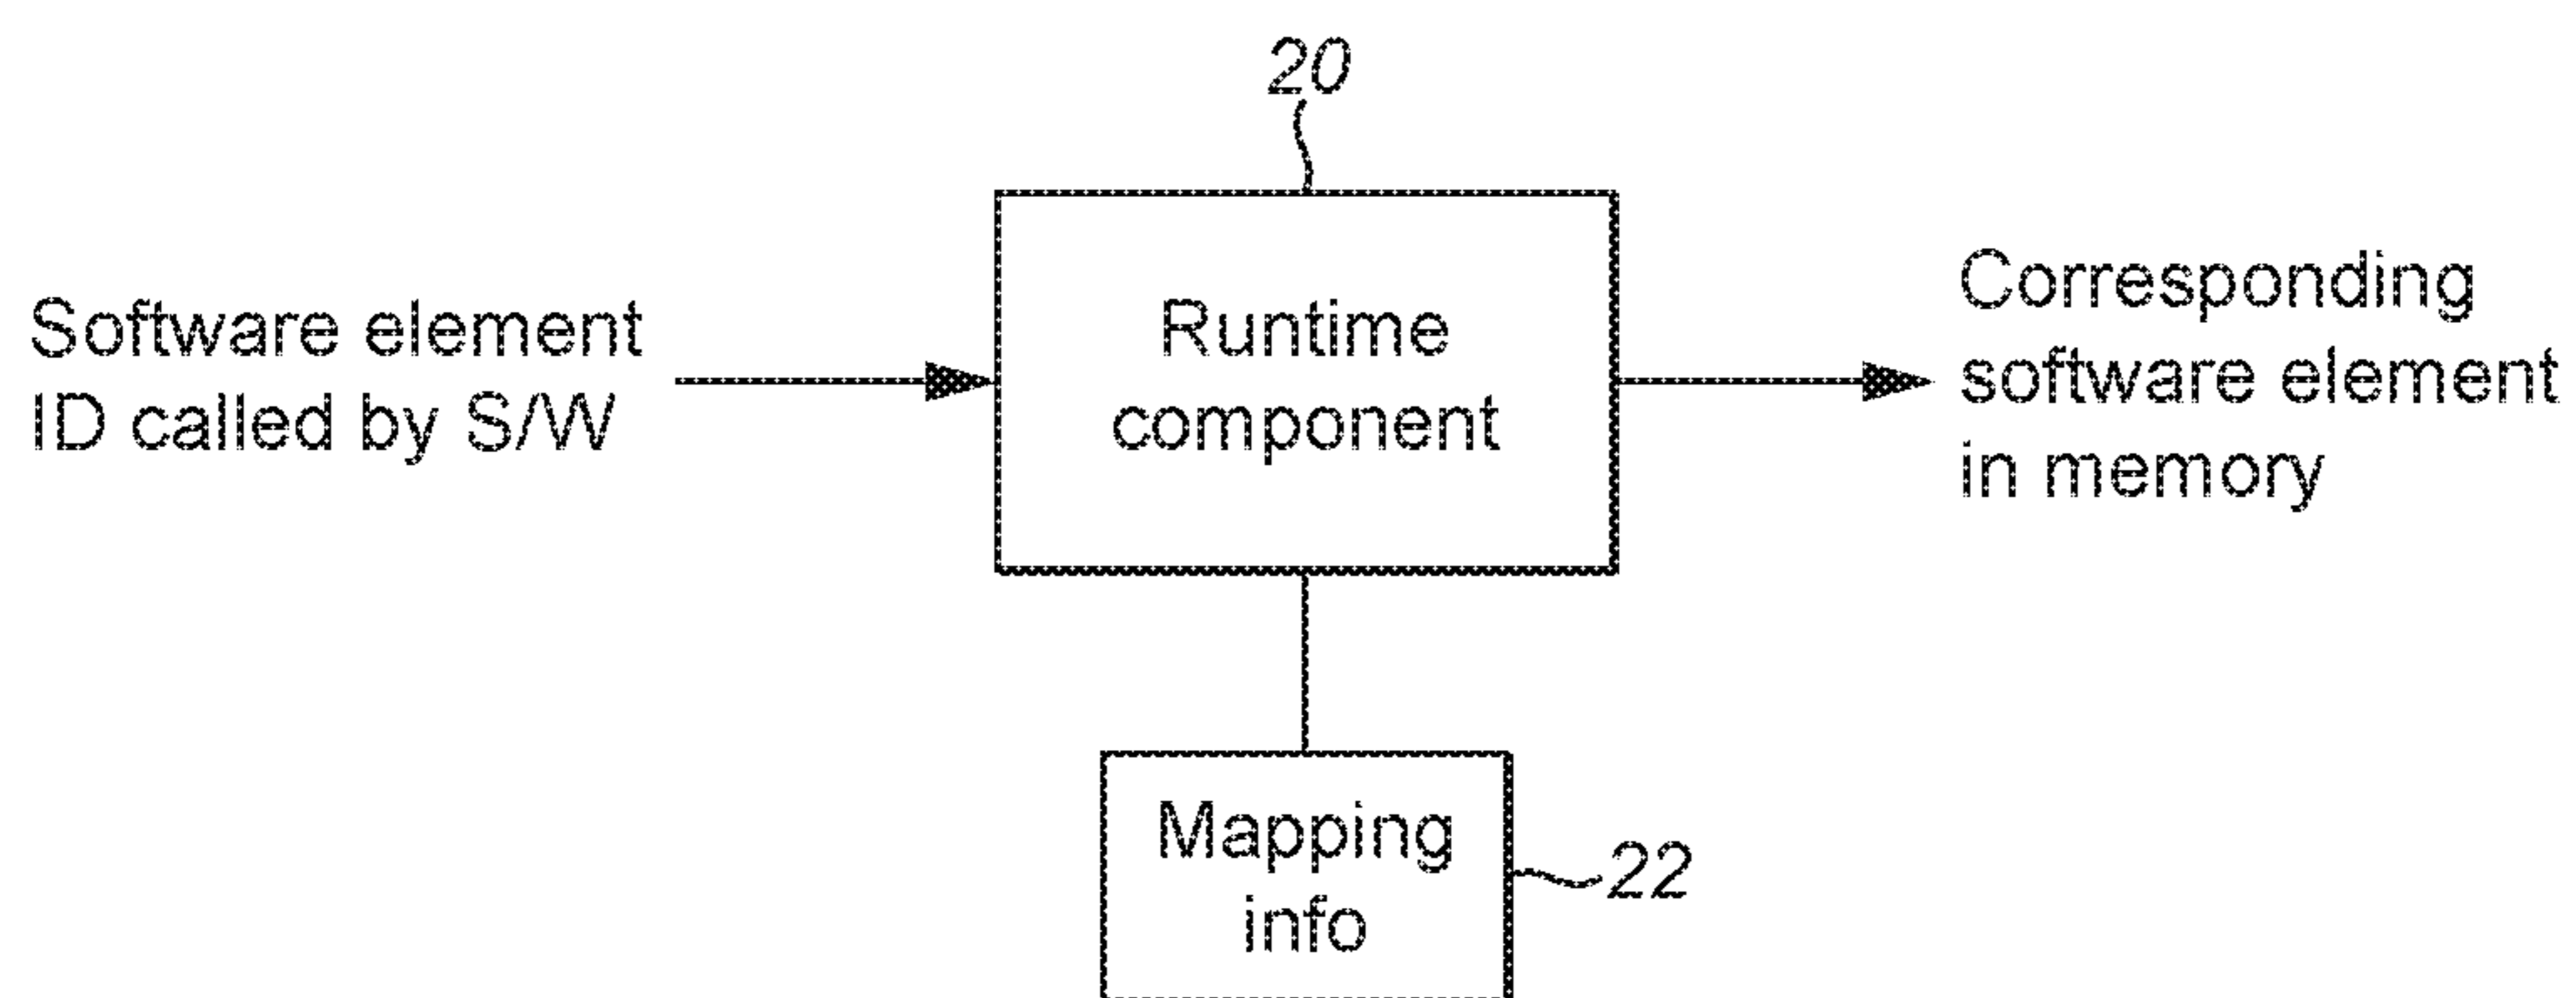 20
Software element
ID called by S/W
Runtime
component
Corresponding
software element
in memory
Mapping
info
22